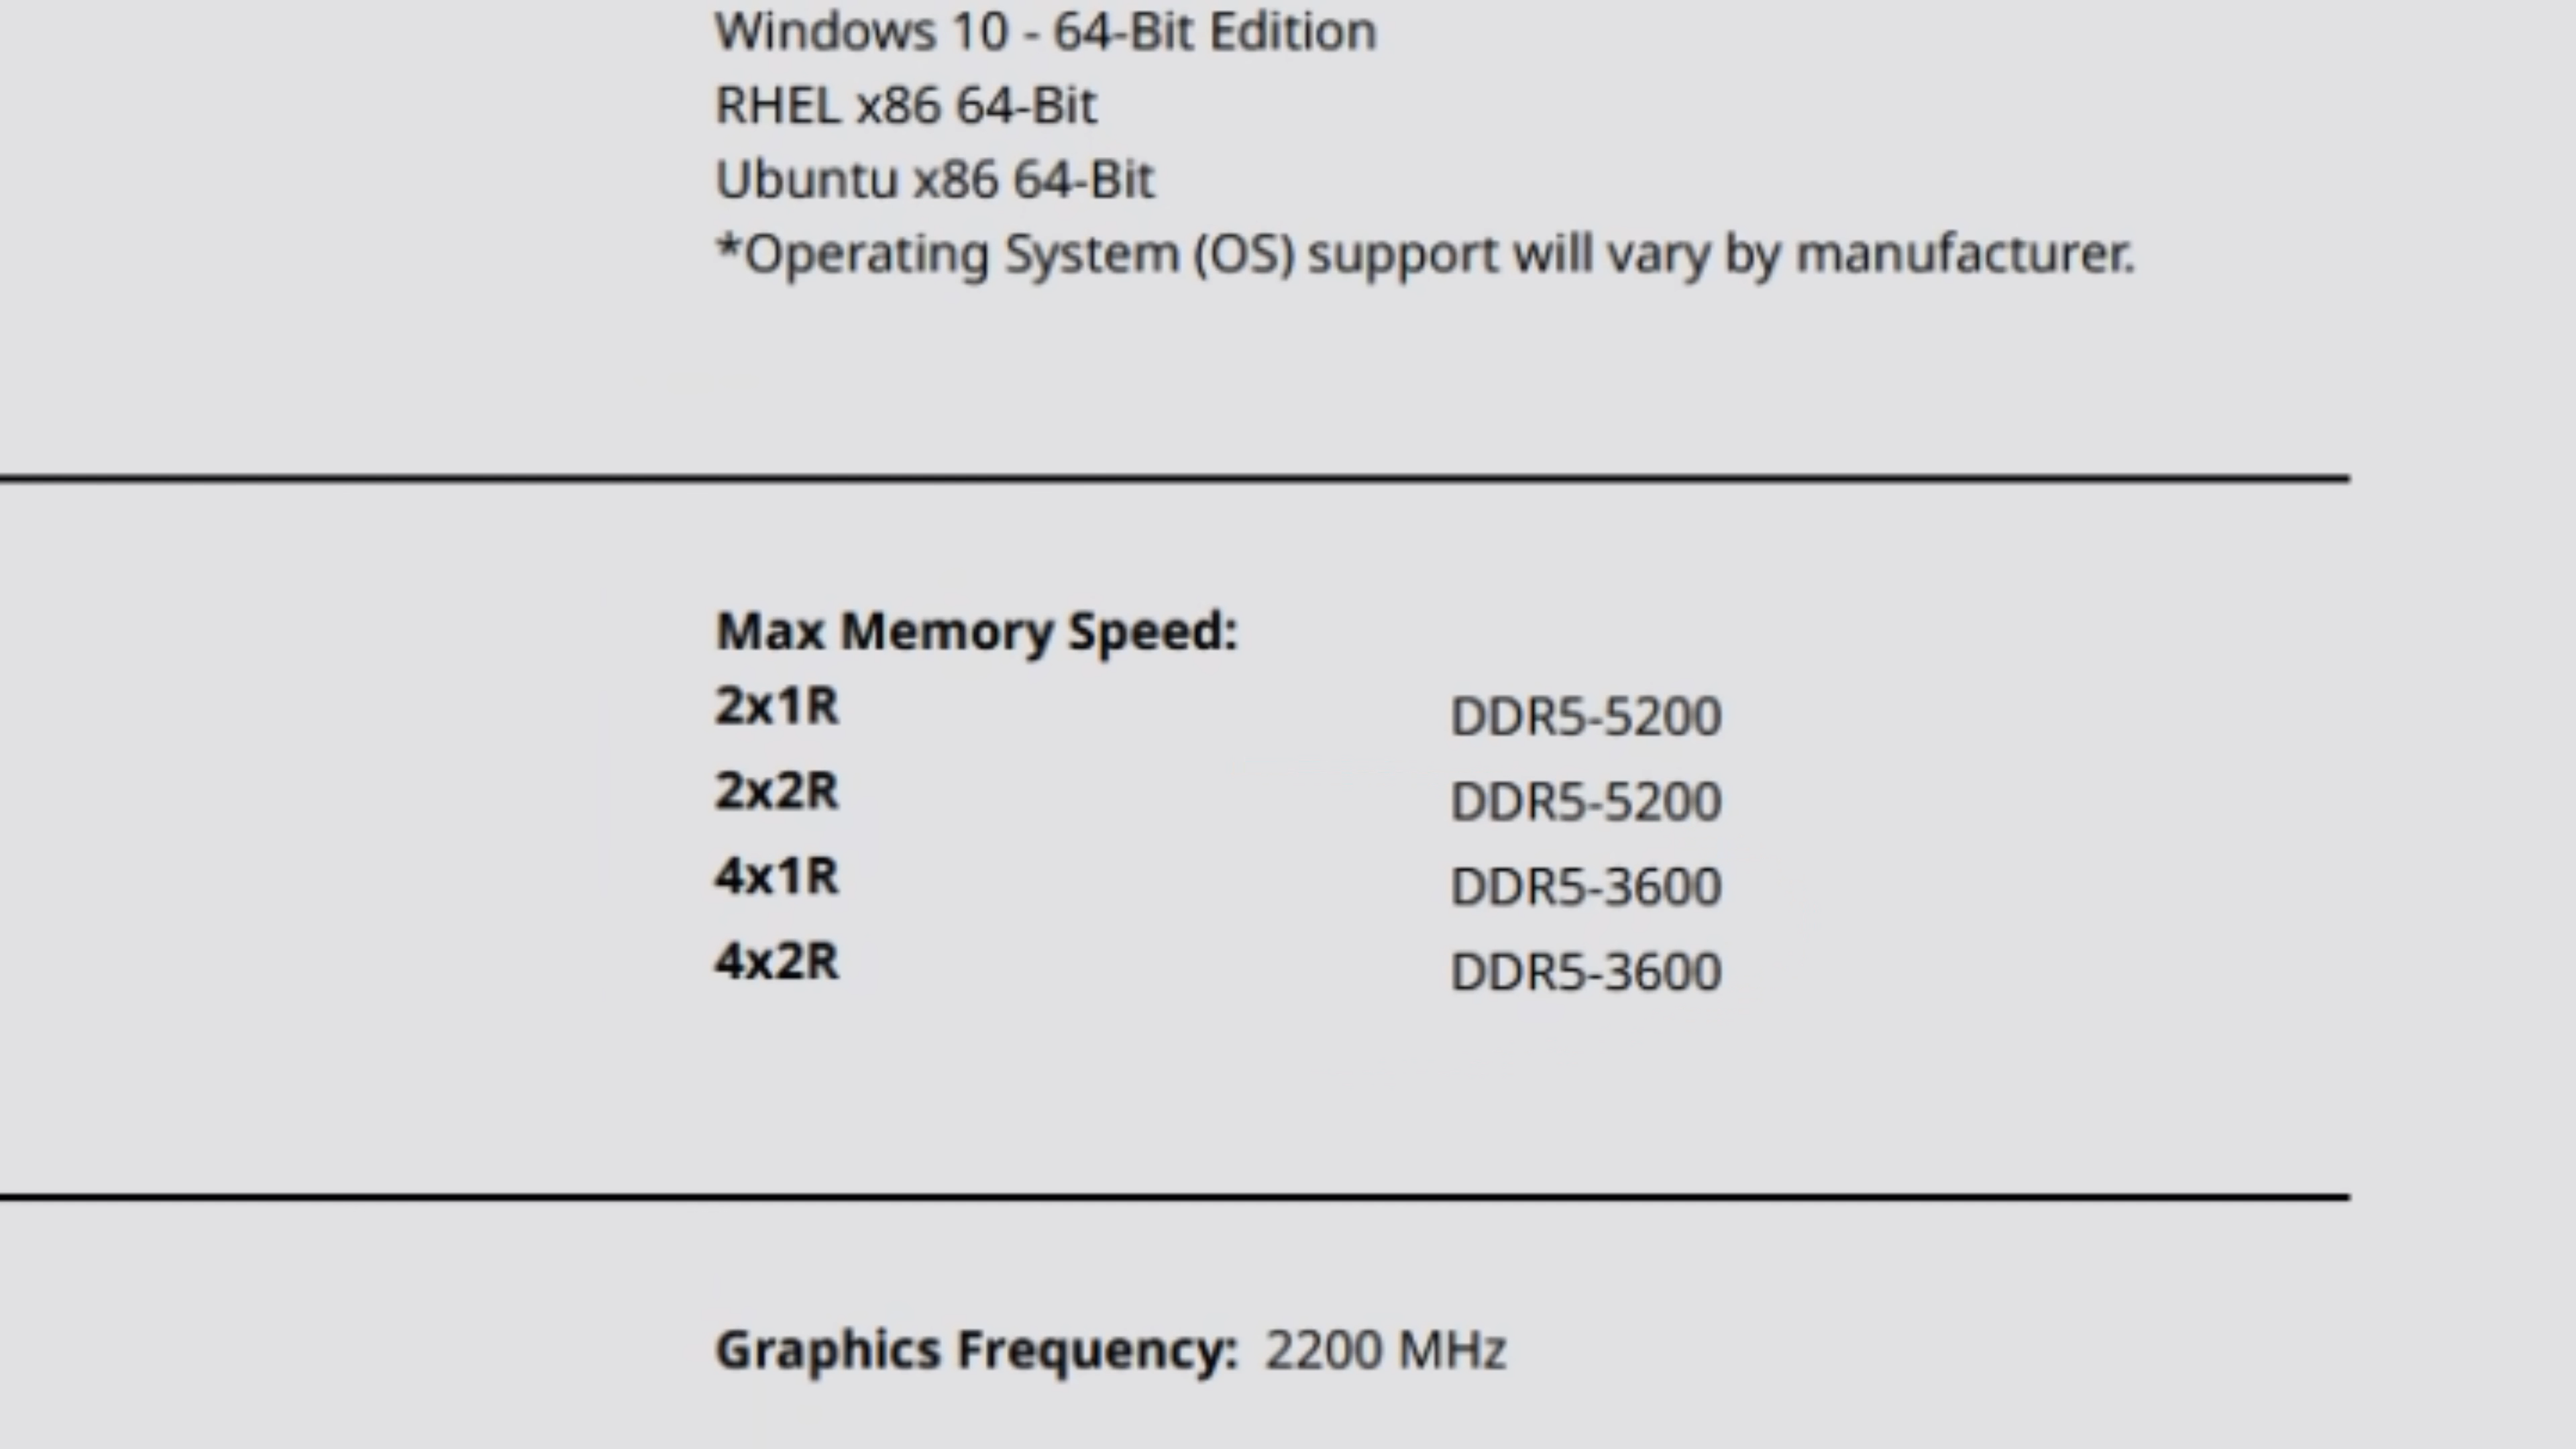 Windows 10 - 64-Bit Edition
RHEL x86 64-Bit
Ubuntu x86 64-Bit
*Operating System (OS) support will vary by manufacturer.
Max Memory Speed:
2x1R DDR5-5200
2x2R DDR5-5200
4x1R DDR5-3600
4x2R DDR5-3600
Graphics Frequency: 2200 MHz